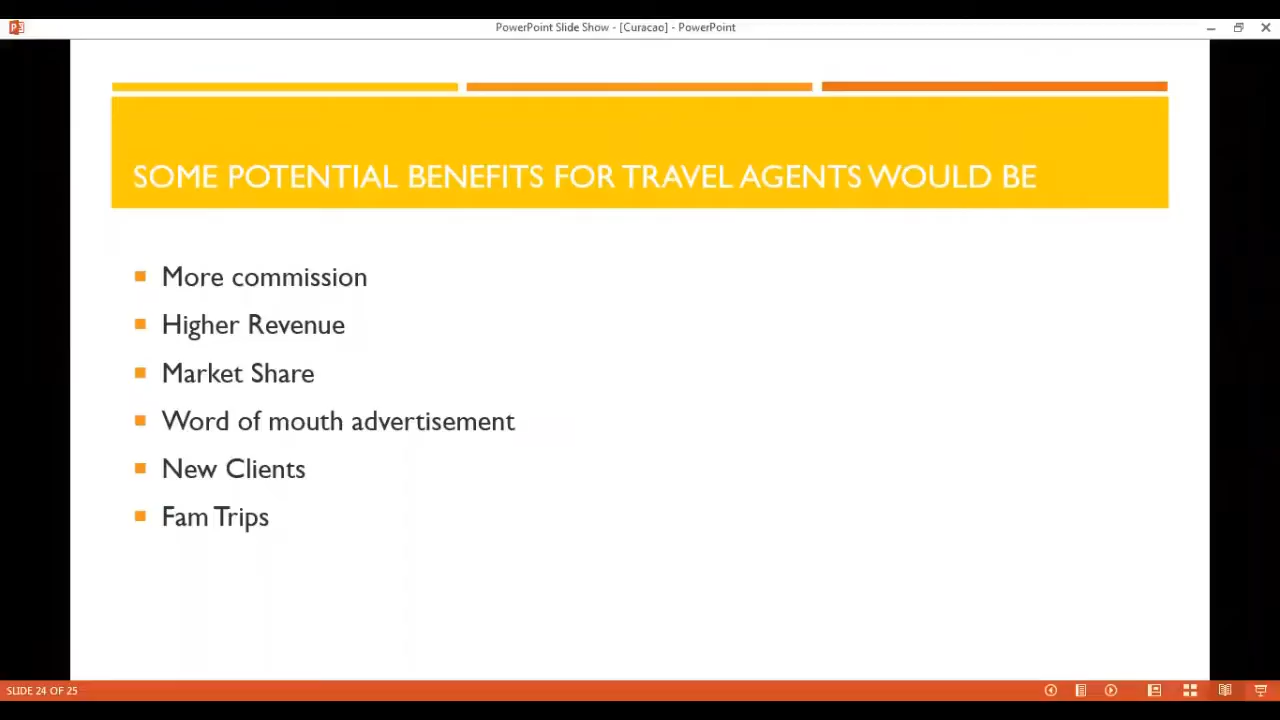 PowerPoint Slide Show - [Curacao] - PowerPoint
SOME POTENTIAL BENEFITS FOR TRAVEL AGENTS WOULD BE
More commission
Higher Revenue
Market Share
Word of mouth advertisement
New Clients
Fam Trips
SLIDE 24 OF 25